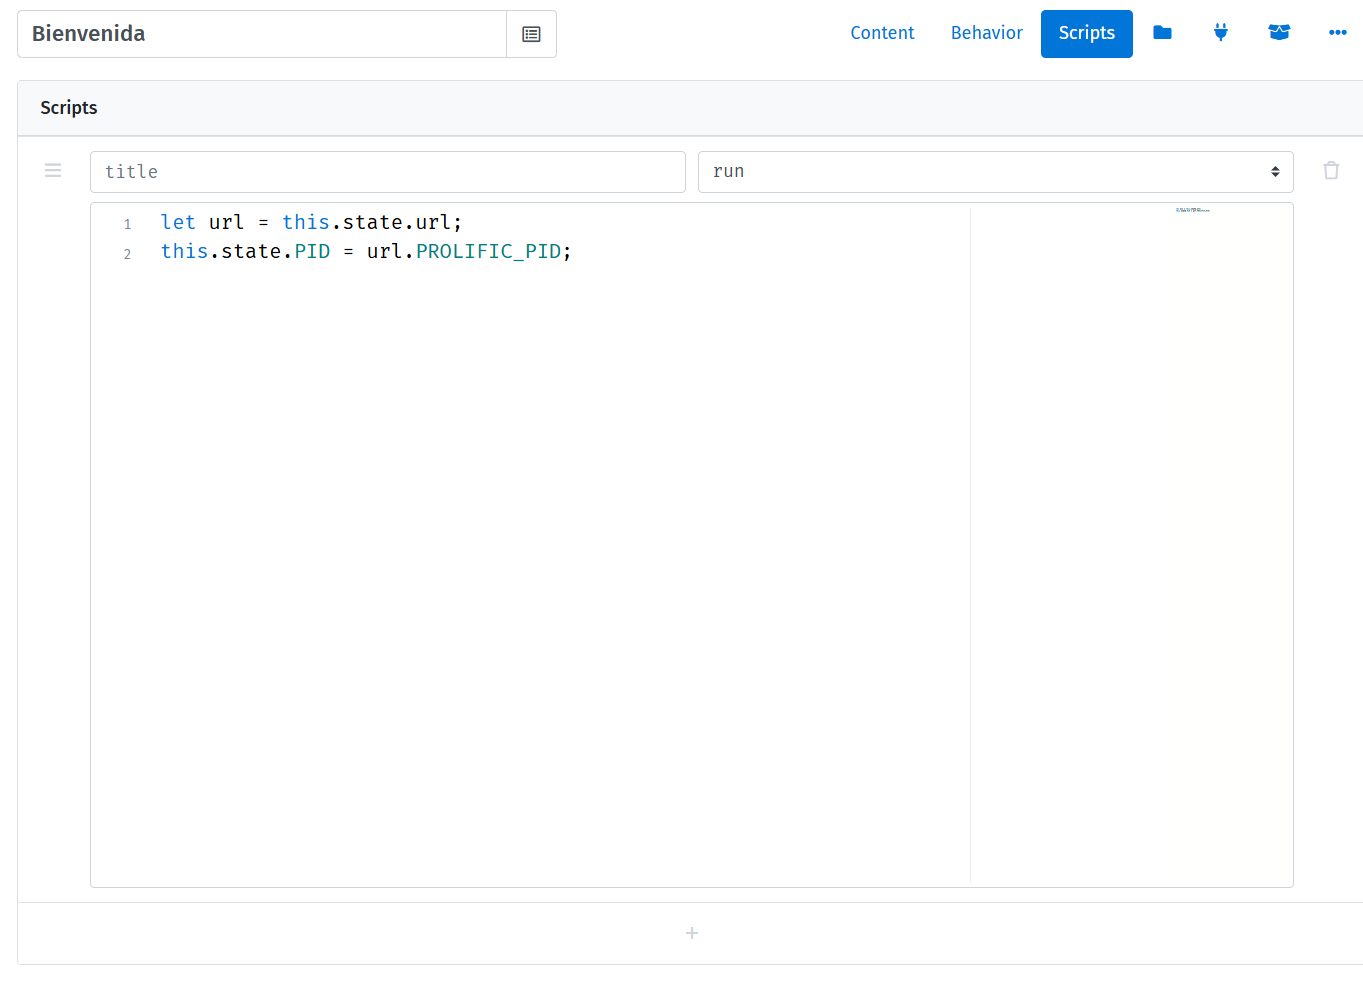 Bienvenida
Content Behavior Scripts
Scripts
title run
1 let url = this.state.url;
2 this.state.PID = url.PROLIFIC_PID;
+